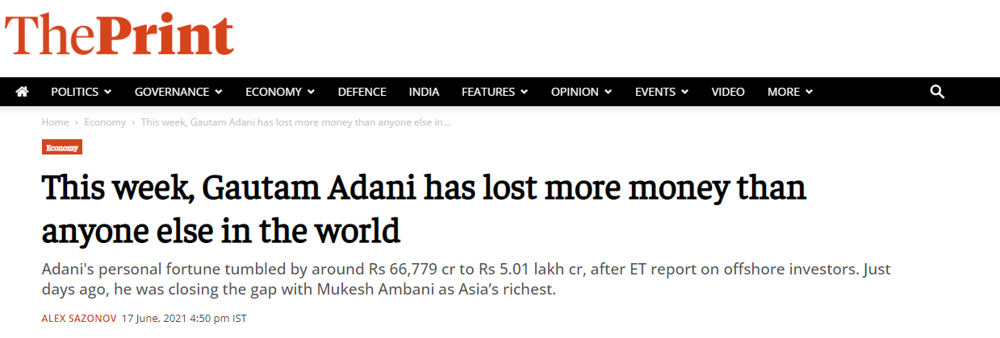 ThePrint
POLITICS GOVERNANCE ECONOMY DEFENCE INDIA FEATURES OPINION EVENTS VIDEO MORE
Home › Economy › This week, Gautam Adani has lost more money than anyone else in...
Economy
This week, Gautam Adani has lost more money than
anyone else in the world
Adani's personal fortune tumbled by around Rs 66,779 cr to Rs 5.01 lakh cr, after ET report on offshore investors. Just
days ago, he was closing the gap with Mukesh Ambani as Asia’s richest.
ALEX SAZONOV 17 June, 2021 4:50 pm IST